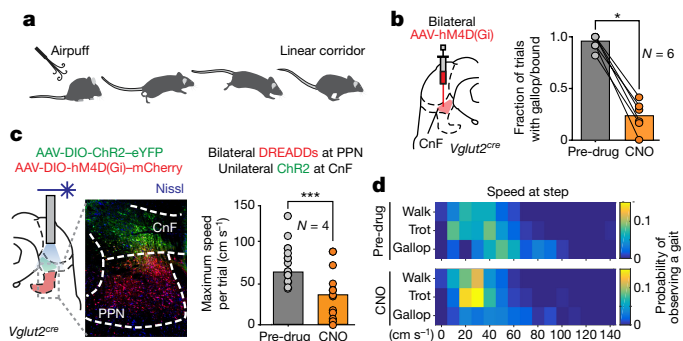 a
Airpuff
Linear corridor
b
Bilateral
AAV-hM4D(Gi)
CnF
Vglut2cre
Fraction of trials
with gallop/bound
1.0
0.5
0
*
N = 6
Pre-drug
CNO
c
AAV-DIO-ChR2–eYFP
AAV-DIO-hM4D(Gi)–mCherry
Nissl
CnF
PPN
Vglut2cre
Bilateral DREADDs at PPN
Unilateral ChR2 at CnF
Maximum speed
per trial (cm s⁻¹)
150
100
50
0
***
N = 4
Pre-drug
CNO
d
Speed at step
Pre-drug
Walk
Trot
Gallop
0.1
0
CNO
Walk
Trot
Gallop
0.1
0
(cm s⁻¹)
0 20 40 60 80 100 120 140
Probability of
observing a gait